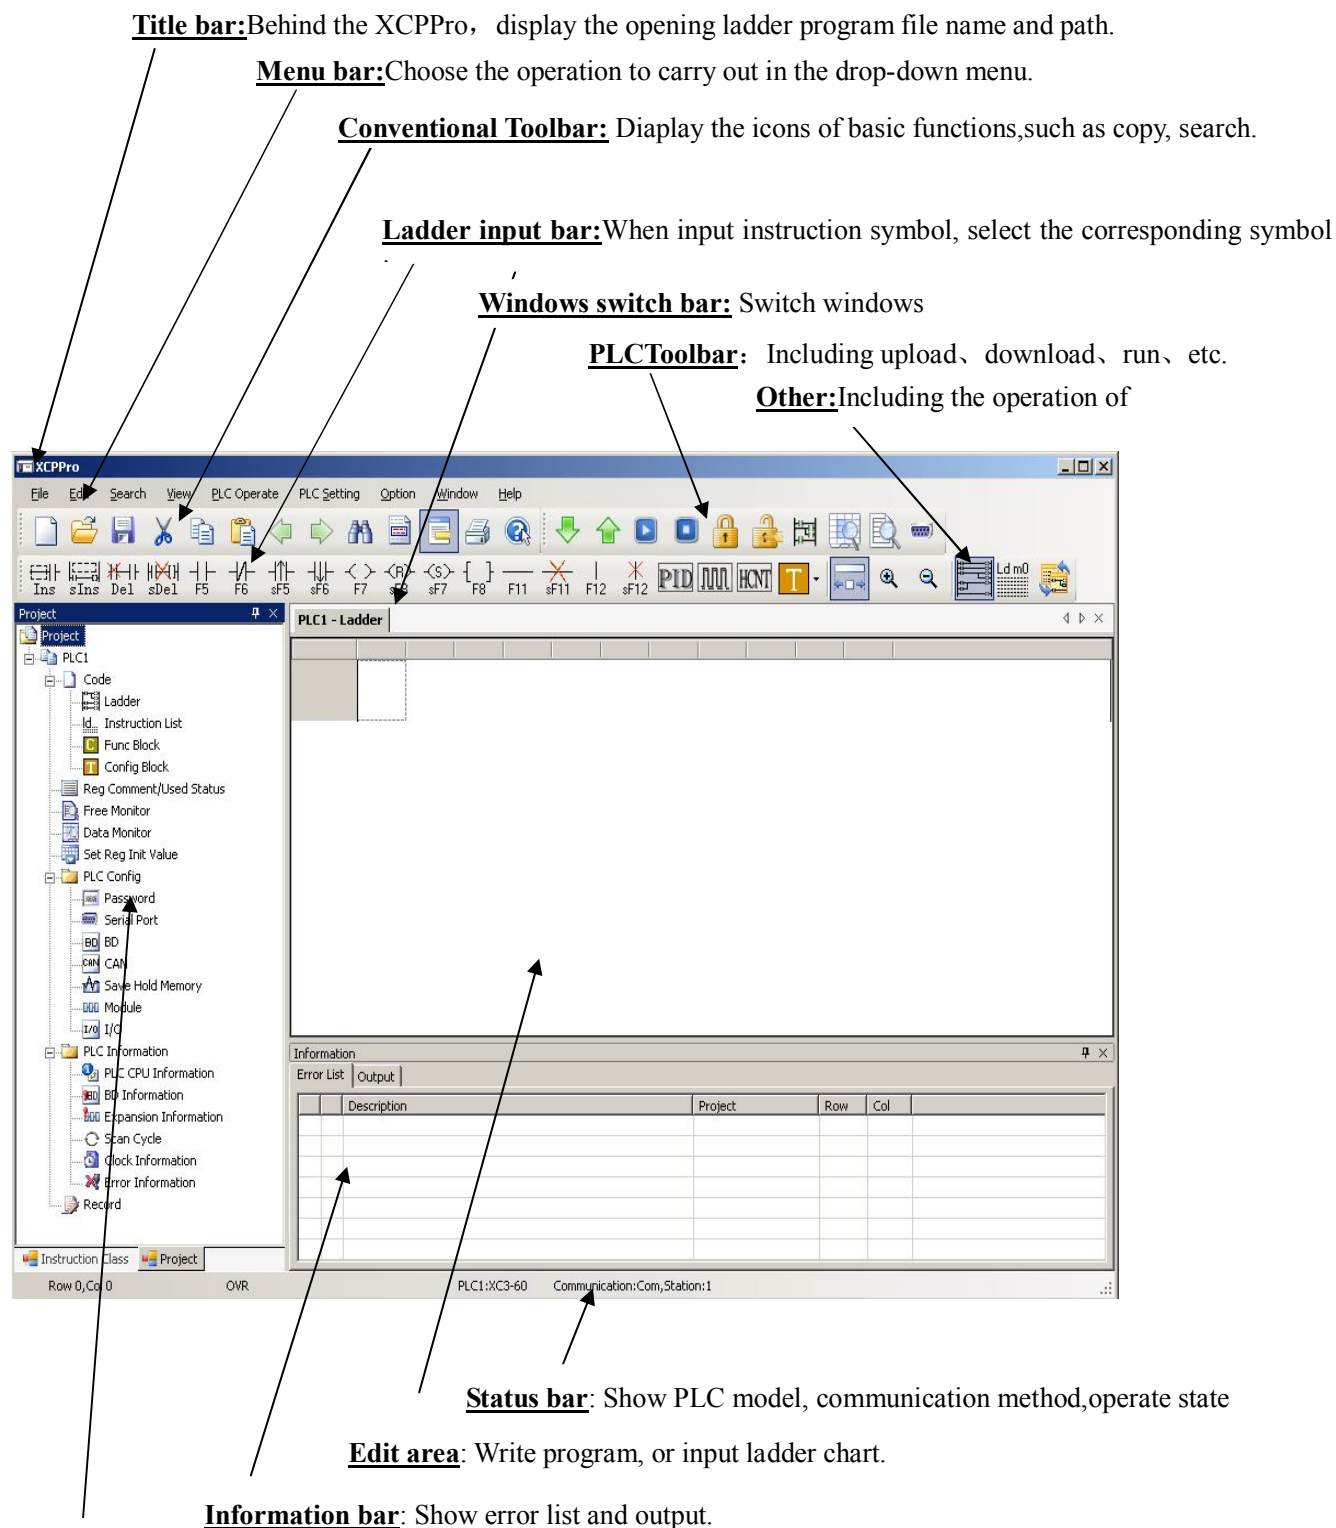 Title bar:Behind the XCPPro，display the opening ladder program file name and path.
Menu bar:Choose the operation to carry out in the drop-down menu.
Conventional Toolbar: Diaplay the icons of basic functions,such as copy, search.
Ladder input bar:When input instruction symbol, select the corresponding symbol
Windows switch bar: Switch windows
PLCToolbar：Including upload、download、run、etc.
Other:Including the operation of
XCPPro
File Edit Search View PLC Operate PLC Setting Option Window Help
Ins sIns Del sDel F5 F6 sF5 sF6 F7 sF8 sF7 F8 F11 sF11 F12 sF12 PID HCNT T Ld m0
Project
PLC1 - Ladder
Project
PLC1
Code
Ladder
Instruction List
Func Block
Config Block
Reg Comment/Used Status
Free Monitor
Data Monitor
Set Reg Init Value
PLC Config
Password
Serial Port
BD BD
CAN CAN
Save Hold Memory
Module
I/O I/O
PLC Information
PLC CPU Information
BD Information
Expansion Information
Scan Cycle
Clock Information
Error Information
Record
Instruction Class Project
Information
Error List Output
Description Project Row Col
Row 0,Col 0 OVR PLC1:XC3-60 Communication:Com,Station:1
Status bar: Show PLC model, communication method,operate state
Edit area: Write program, or input ladder chart.
Information bar: Show error list and output.